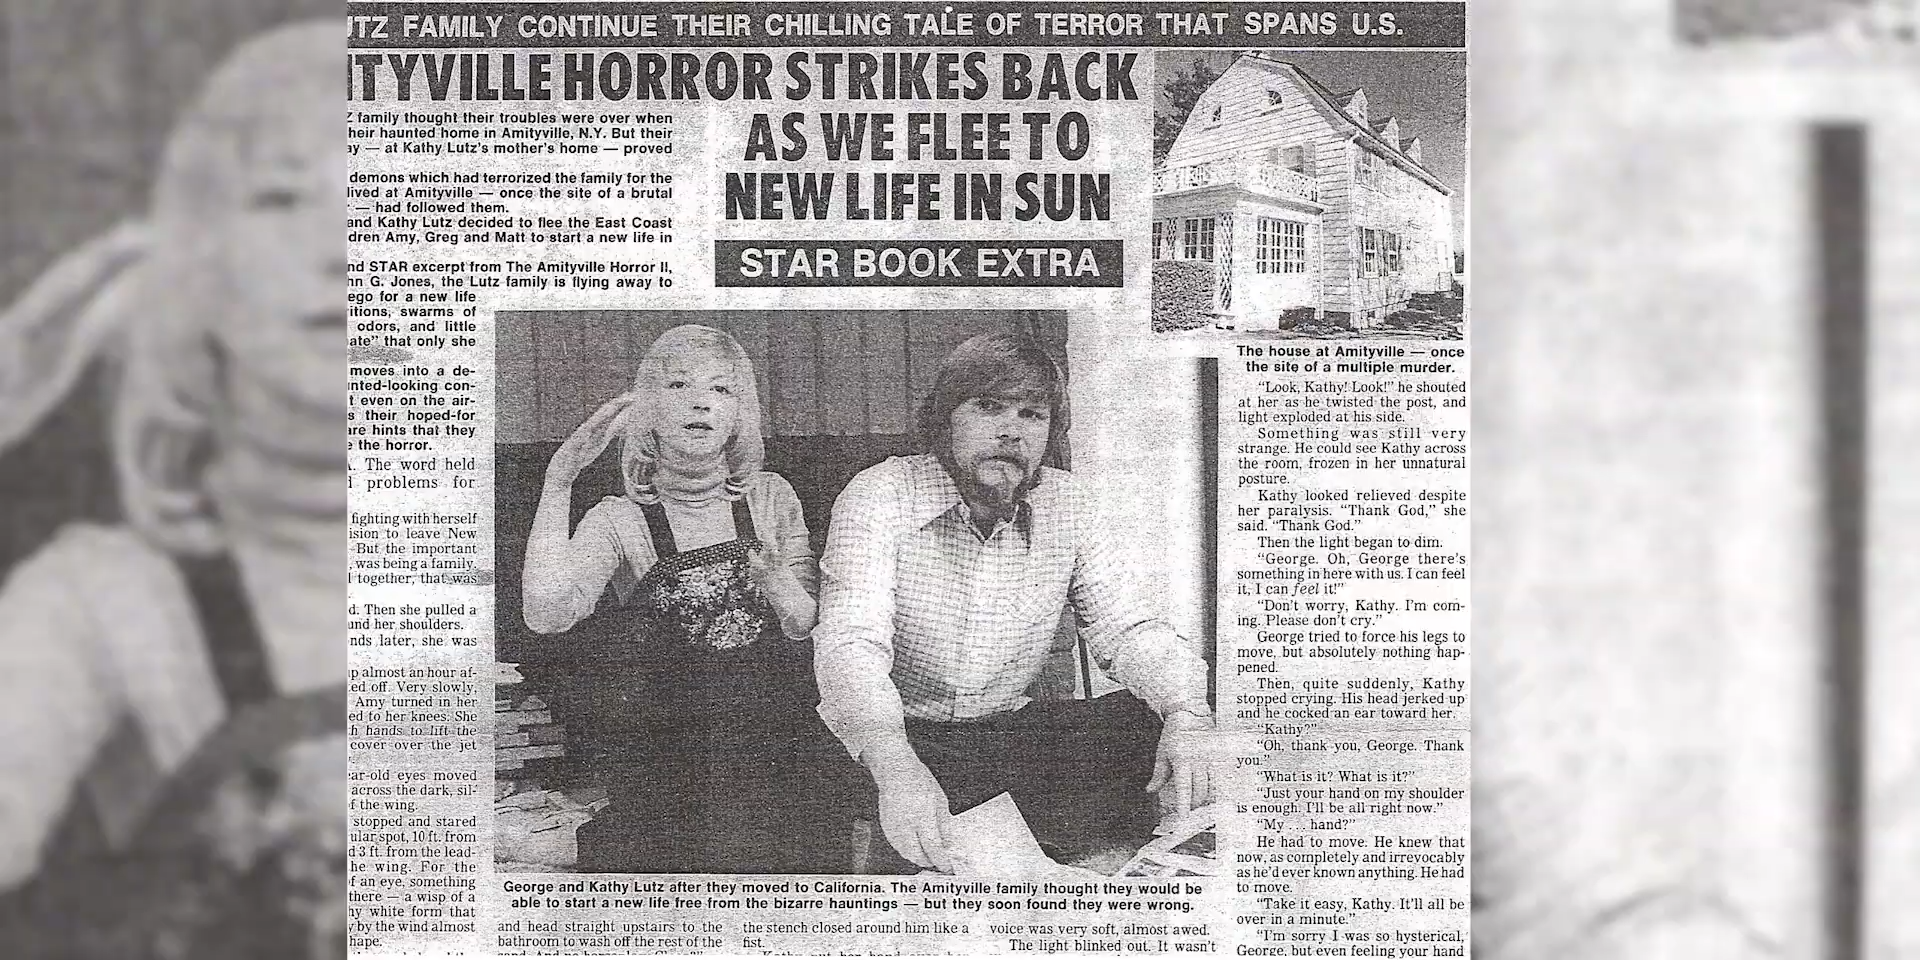 TZ FAMILY CONTINUE THEIR CHILLING TALE OF TERROR THAT SPANS U.S.
ITYVILLE HORROR STRIKES BACK
AS WE FLEE TO
NEW LIFE IN SUN
STAR BOOK EXTRA
Z family thought their troubles were over when
heir haunted home in Amityville, N.Y. But their
ay — at Kathy Lutz's mother's home — proved
demons which had terrorized the family for the
lived at Amityville — once the site of a brutal
— had followed them.
and Kathy Lutz decided to flee the East Coast
dren Amy, Greg and Matt to start a new life in
nd STAR excerpt from The Amityville Horror II,
hn G. Jones, the Lutz family is flying away to
ego for a new life
itions, swarms of
odors, and little
ate" that only she
moves into a de-
nted-looking con-
t even on the air-
s their hoped-for
are hints that they
e the horror.
. The word held
d problems for
fighting with herself
ision to leave New
But the important
, was being a family.
l together, that was
d. Then she pulled a
und her shoulders.
nds later, she was
p almost an hour af-
ed off. Very slowly,
Amy turned in her
ed to her knees. She
h hands to lift the
cover over the jet
ar-old eyes moved
across the dark, sil-
f the wing.
stopped and stared
ular spot, 10 ft. from
d 3 ft. from the lead-
he wing. For the
f an eye, something
there — a wisp of a
hy white form that
y by the wind almost
hape.
George and Kathy Lutz after they moved to California. The Amityville family thought they would be
able to start a new life free from the bizarre hauntings — but they soon found they were wrong.
and head straight upstairs to the
bathroom to wash off the rest of the
the stench closed around him like a
fist.
voice was very soft, almost awed.
The light blinked out. It wasn't
The house at Amityville — once
the site of a multiple murder.
"Look, Kathy! Look!" he shouted
at her as he twisted the post, and
light exploded at his side.
Something was still very
strange. He could see Kathy across
the room, frozen in her unnatural
posture.
Kathy looked relieved despite
her paralysis. "Thank God," she
said. "Thank God."
Then the light began to dim.
"George. Oh, George there's
something in here with us. I can feel
it, I can feel it!"
"Don't worry, Kathy. I'm com-
ing. Please don't cry."
George tried to force his legs to
move, but absolutely nothing hap-
pened.
Then, quite suddenly, Kathy
stopped crying. His head jerked up
and he cocked an ear toward her.
"Kathy?"
"Oh, thank you, George. Thank
you."
"What is it? What is it?"
"Just your hand on my shoulder
is enough. I'll be all right now."
"My . . . hand?"
He had to move. He knew that
now, as completely and irrevocably
as he'd ever known anything. He had
to move.
"Take it easy, Kathy. It'll all be
over in a minute."
"I'm sorry I was so hysterical,
George, but even feeling your hand